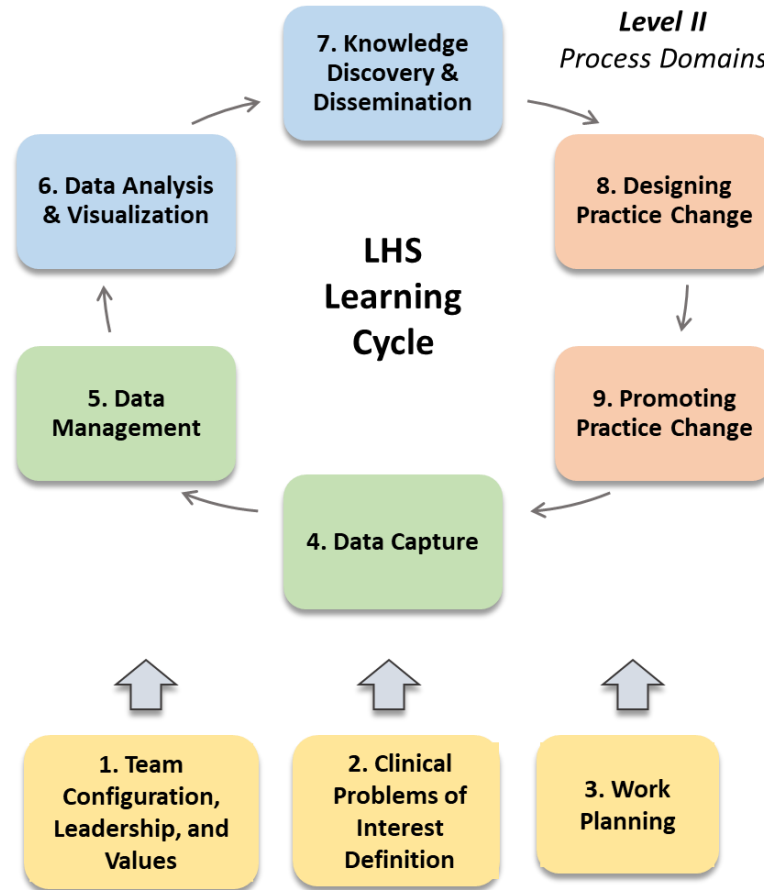 Level II
Process Domains
7. Knowledge
Discovery &
Dissemination
6. Data Analysis
& Visualization
8. Designing
Practice Change
LHS
Learning
Cycle
5. Data
Management
9. Promoting
Practice Change
4. Data Capture
1. Team
Configuration,
Leadership, and
Values
2. Clinical
Problems of
Interest
Definition
3. Work
Planning